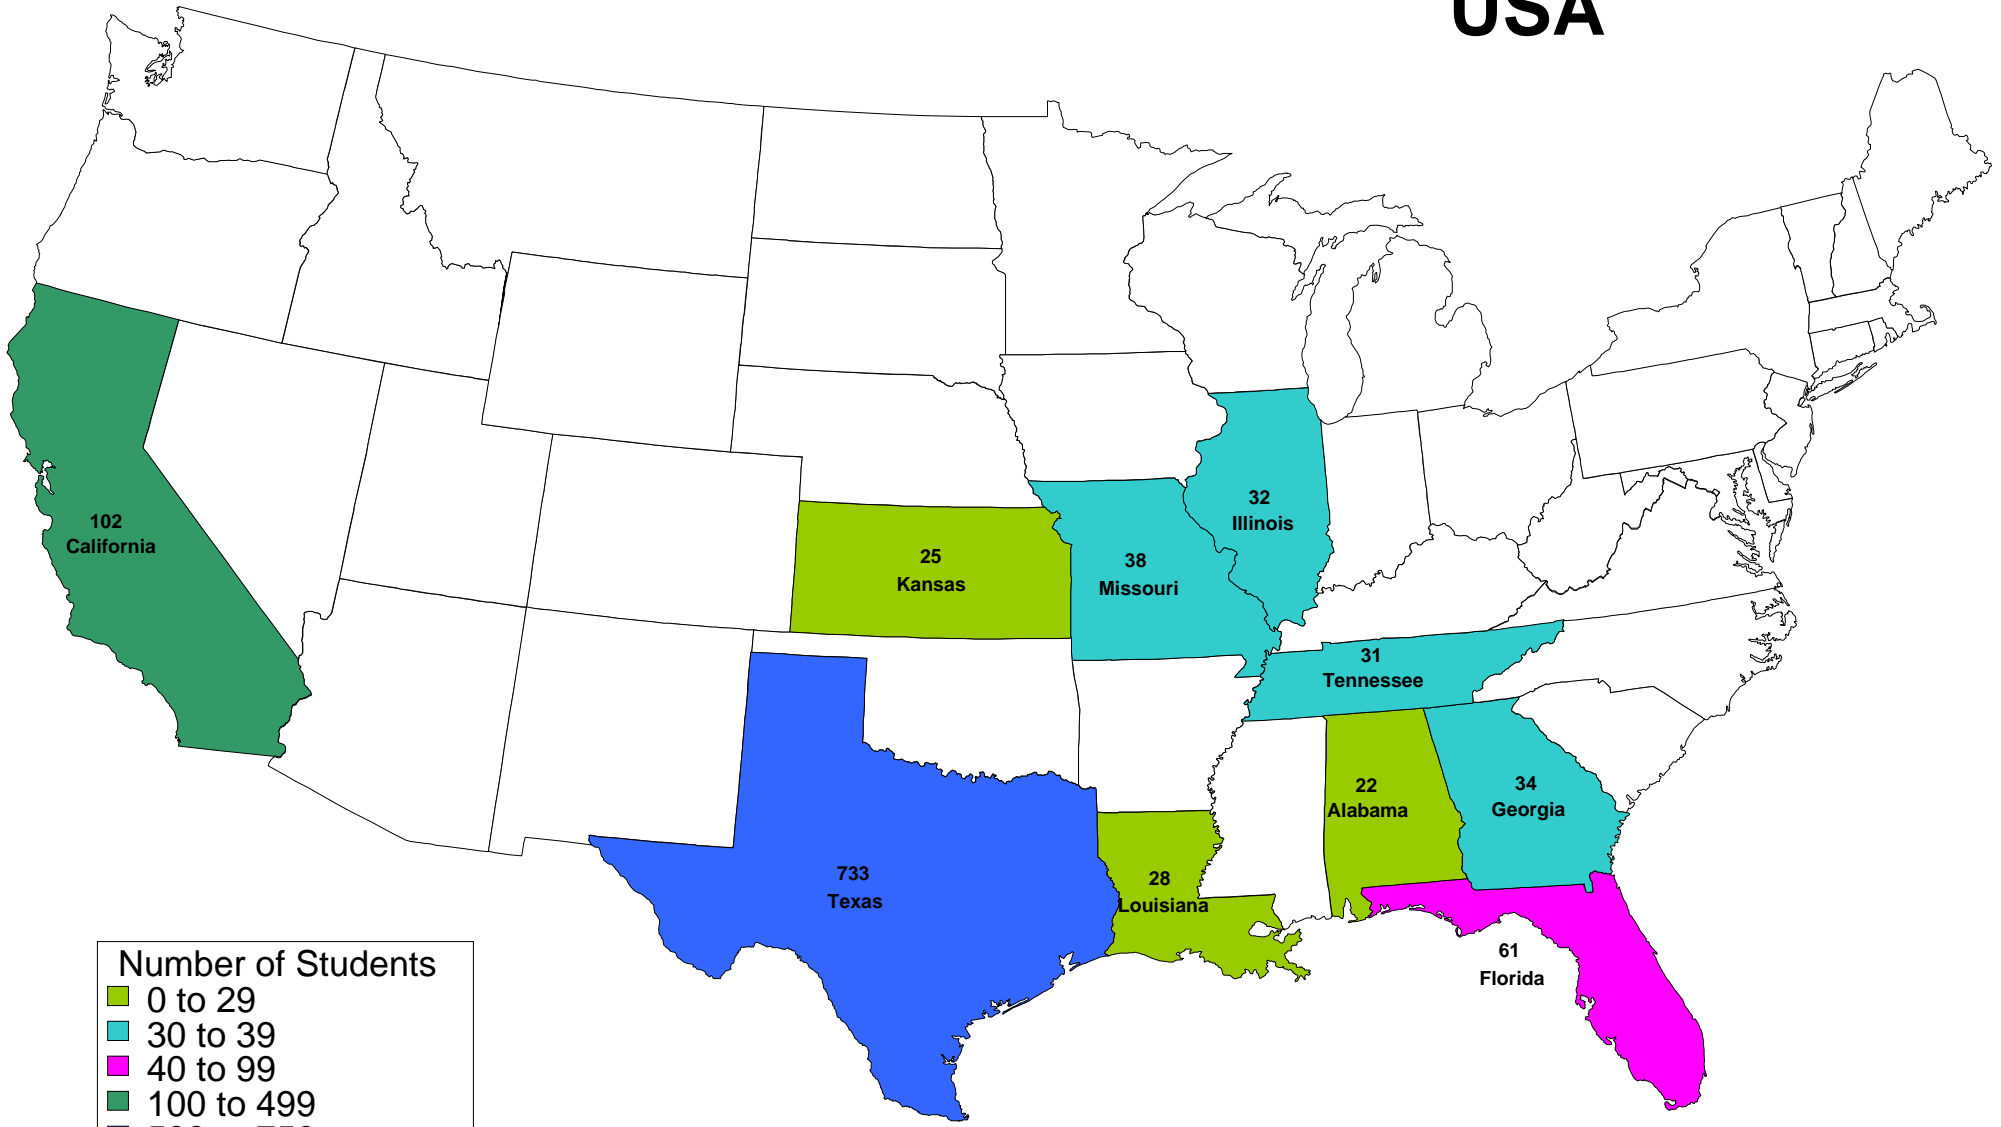 USA
102
California
25
Kansas
38
Missouri
32
Illinois
31
Tennessee
22
Alabama
34
Georgia
733
Texas
28
Louisiana
61
Florida
Number of Students
0 to 29
30 to 39
40 to 99
100 to 499